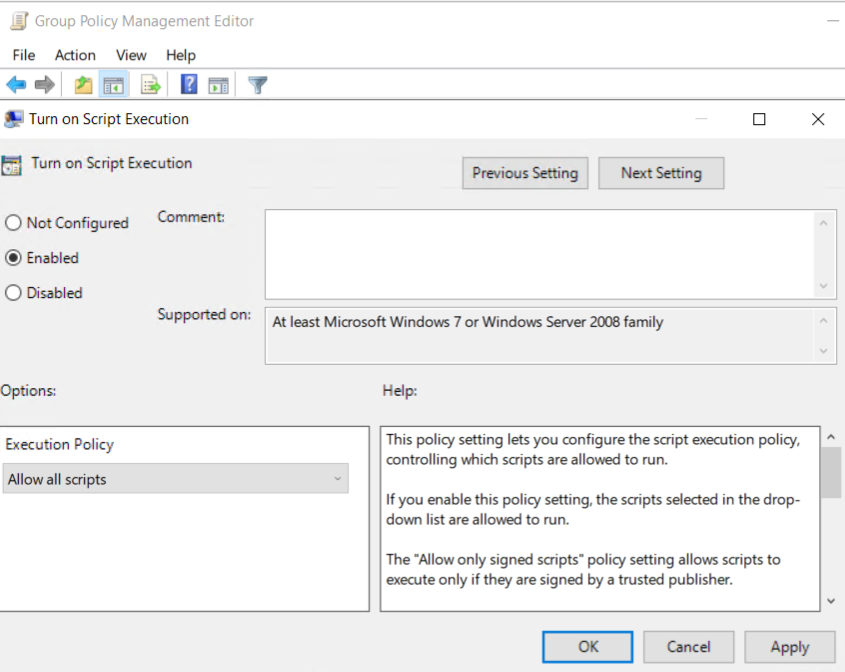 Group Policy Management Editor
File Action View Help
Turn on Script Execution
Turn on Script Execution
Previous Setting
Next Setting
Not Configured
Comment:
Enabled
Disabled
Supported on:
At least Microsoft Windows 7 or Windows Server 2008 family
Options:
Help:
Execution Policy
Allow all scripts
This policy setting lets you configure the script execution policy,
controlling which scripts are allowed to run.
If you enable this policy setting, the scripts selected in the drop-
down list are allowed to run.
The "Allow only signed scripts" policy setting allows scripts to
execute only if they are signed by a trusted publisher.
OK
Cancel
Apply